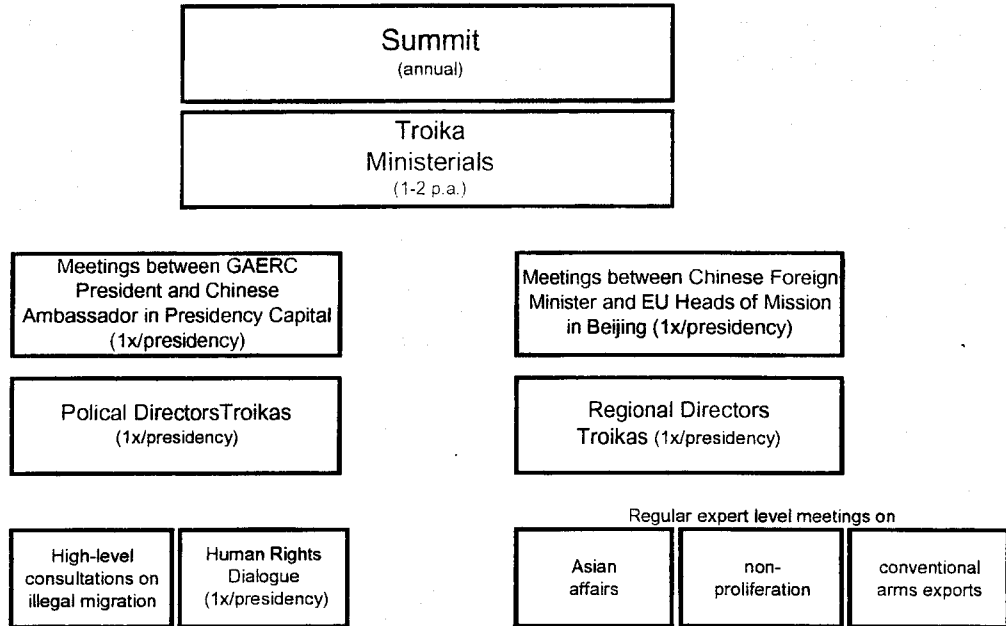 Summit
(annual)
Troika
Ministerials
(1-2 p.a.)
Meetings between GAERC
President and Chinese
Ambassador in Presidency Capital
(1x/presidency)
Meetings between Chinese Foreign
Minister and EU Heads of Mission
in Beijing (1x/presidency)
Polical DirectorsTroikas
(1x/presidency)
Regional Directors
Troikas (1x/presidency)
High-level
consultations on
illegal migration
Human Rights
Dialogue
(1x/presidency)
Regular expert level meetings on
Asian
affairs
non-
proliferation
conventional
arms exports